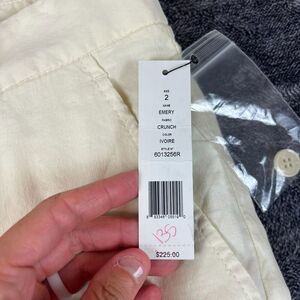 SIZE
2
NAME
EMERY
FABRIC
CRUNCH
COLOR
IVOIRE
STYLE N°
6013256R
$225.00